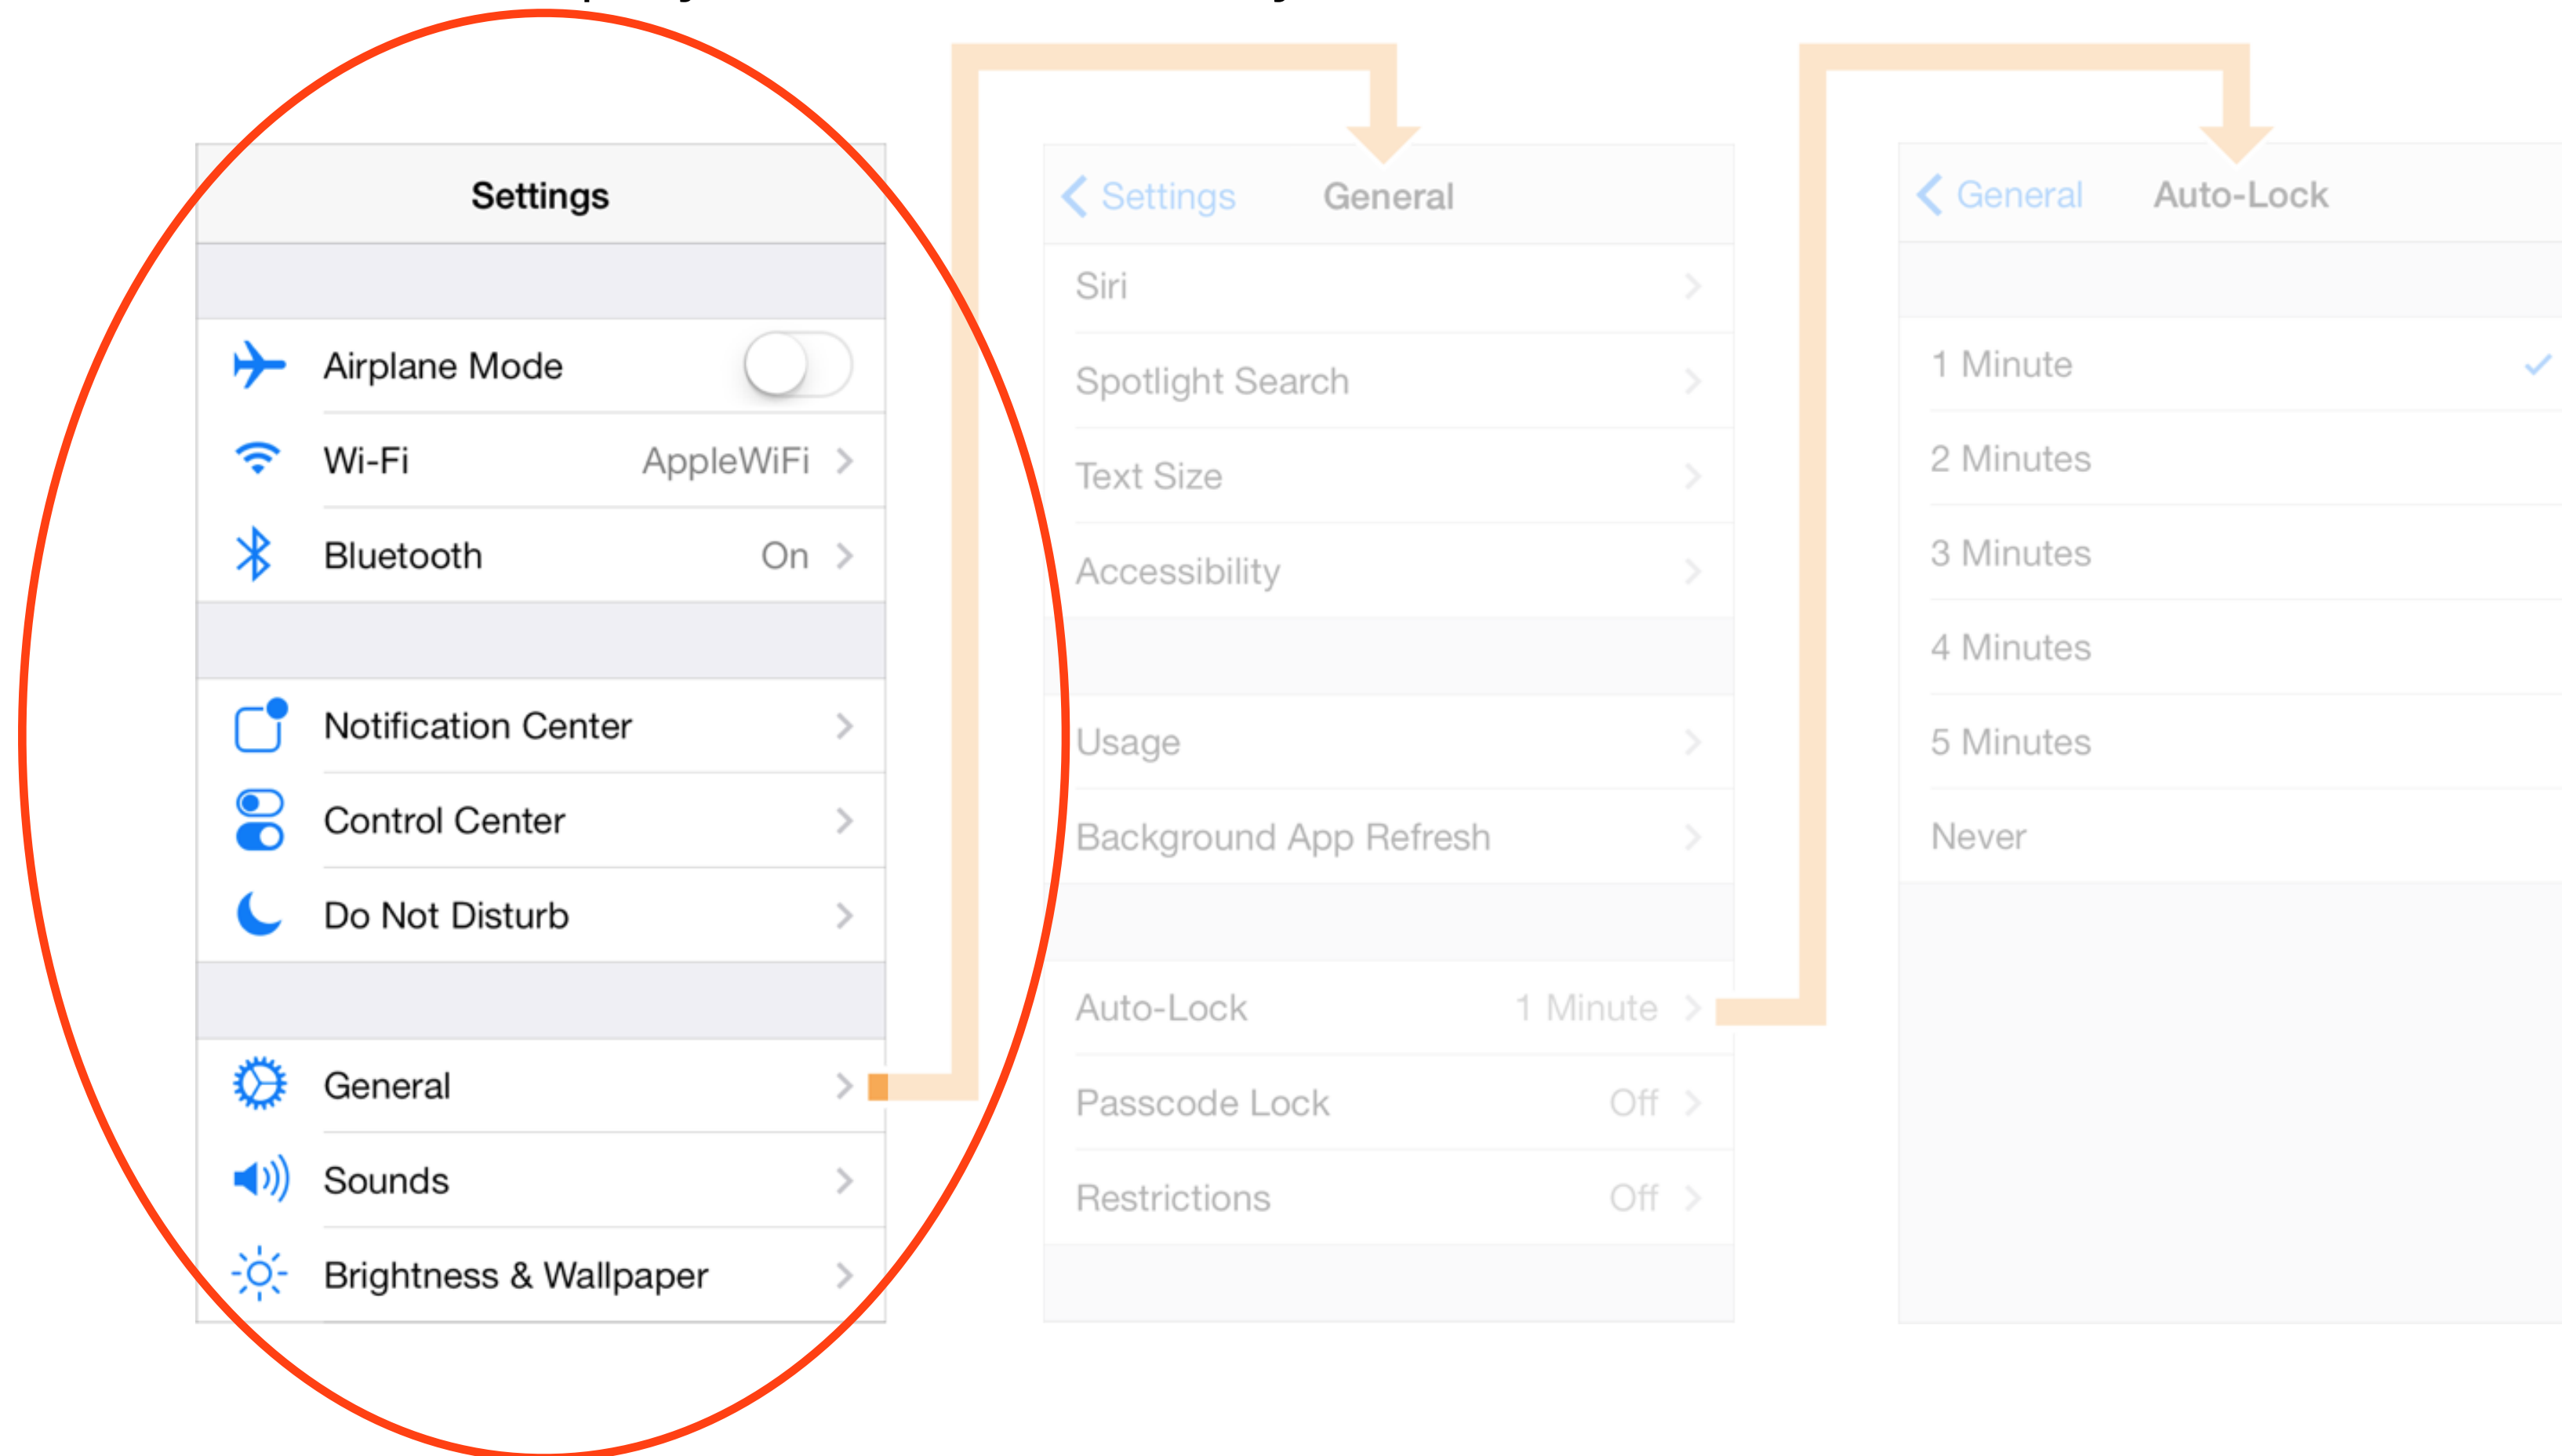 Settings
Airplane Mode
Wi-Fi AppleWiFi
Bluetooth On
Notification Center
Control Center
Do Not Disturb
General
Sounds
Brightness & Wallpaper
Settings General
Siri
Spotlight Search
Text Size
Accessibility
Usage
Background App Refresh
Auto-Lock 1 Minute
Passcode Lock Off
Restrictions Off
General Auto-Lock
1 Minute
2 Minutes
3 Minutes
4 Minutes
5 Minutes
Never